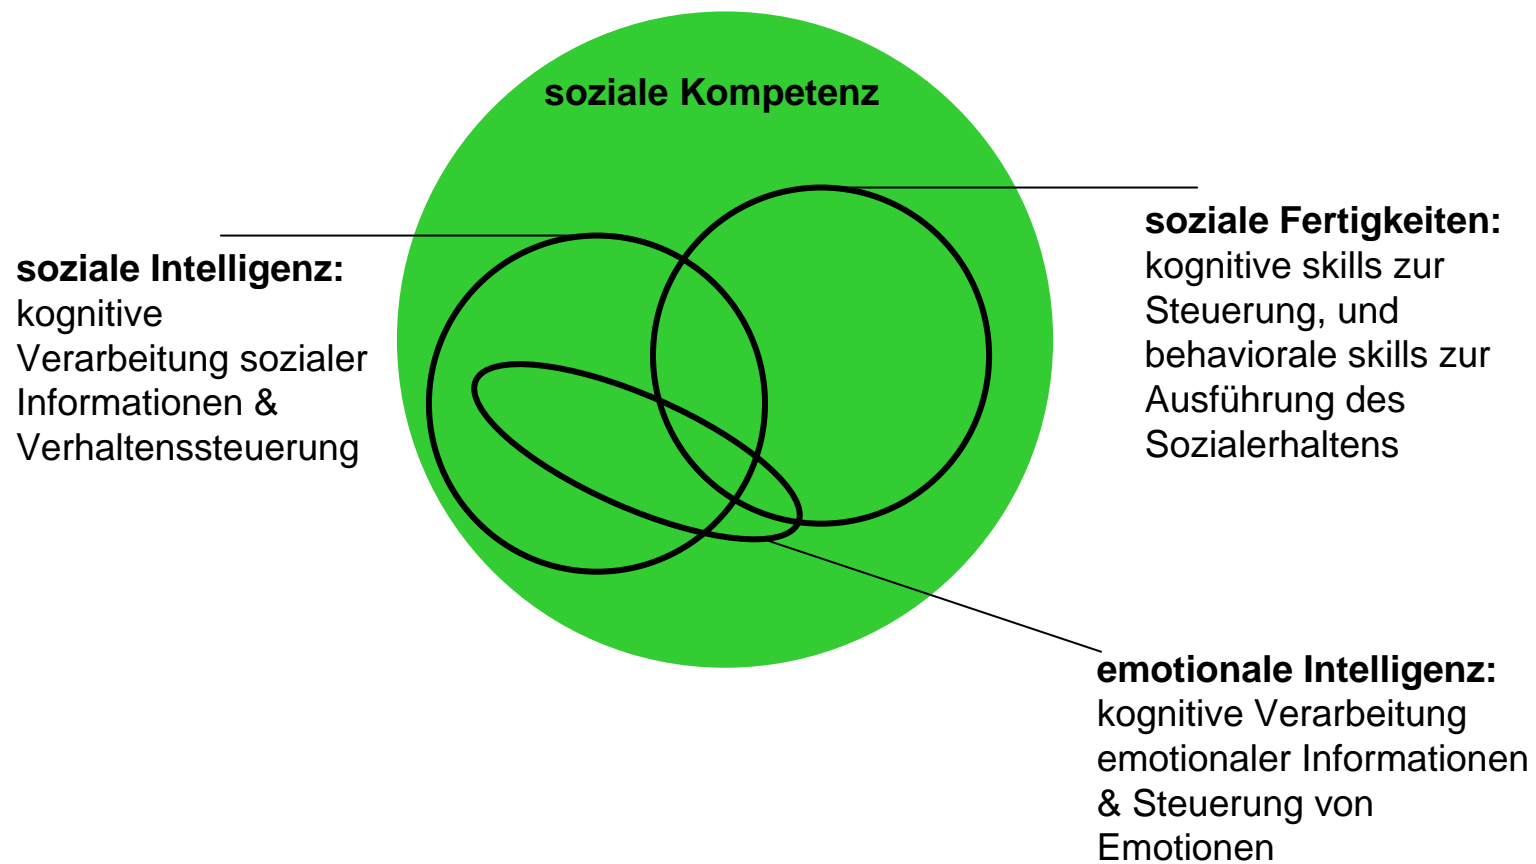 soziale Kompetenz
soziale Intelligenz:
kognitive
Verarbeitung sozialer
Informationen &
Verhaltenssteuerung
soziale Fertigkeiten:
kognitive skills zur
Steuerung, und
behaviorale skills zur
Ausführung des
Sozialerhaltens
emotionale Intelligenz:
kognitive Verarbeitung
emotionaler Informationen
& Steuerung von
Emotionen